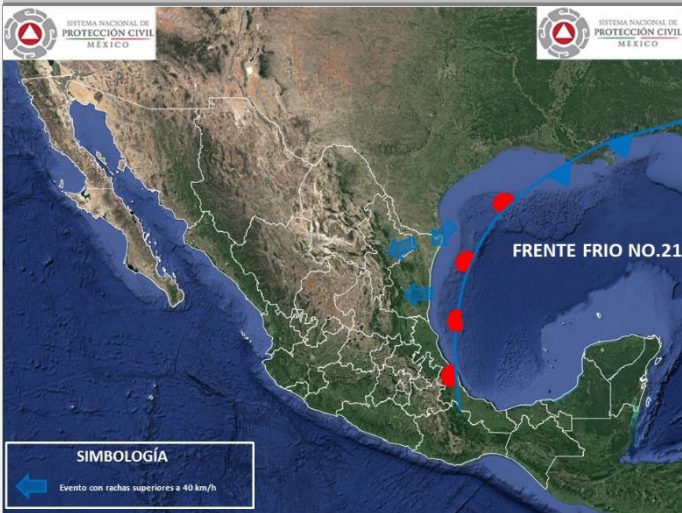 SISTEMA NACIONAL DE
PROTECCIÓN CIVIL
MÉXICO
SISTEMA NACIONAL DE
PROTECCIÓN CIVIL
MÉXICO
FRENTE FRIO NO.21
SIMBOLOGÍA
Evento con rachas superiores a 40 km/h